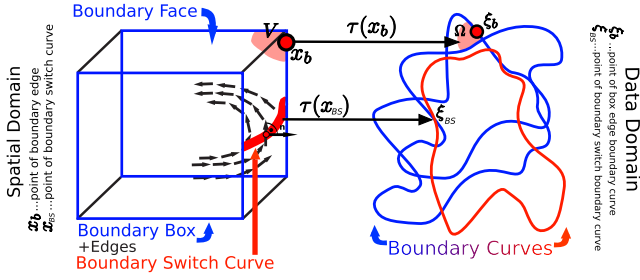 Boundary Face
V
x_b
τ(x_b)
Ω
ξ_b
τ(x_BS)
ξ_BS
n
Spatial Domain
x_b...point of boundary edge
x_BS...point of boundary switch curve
Data Domain
ξ_b...point of box edge boundary curve
ξ_BS...point of boundary switch boundary curve
Boundary Box
+Edges
Boundary Switch Curve
Boundary Curves